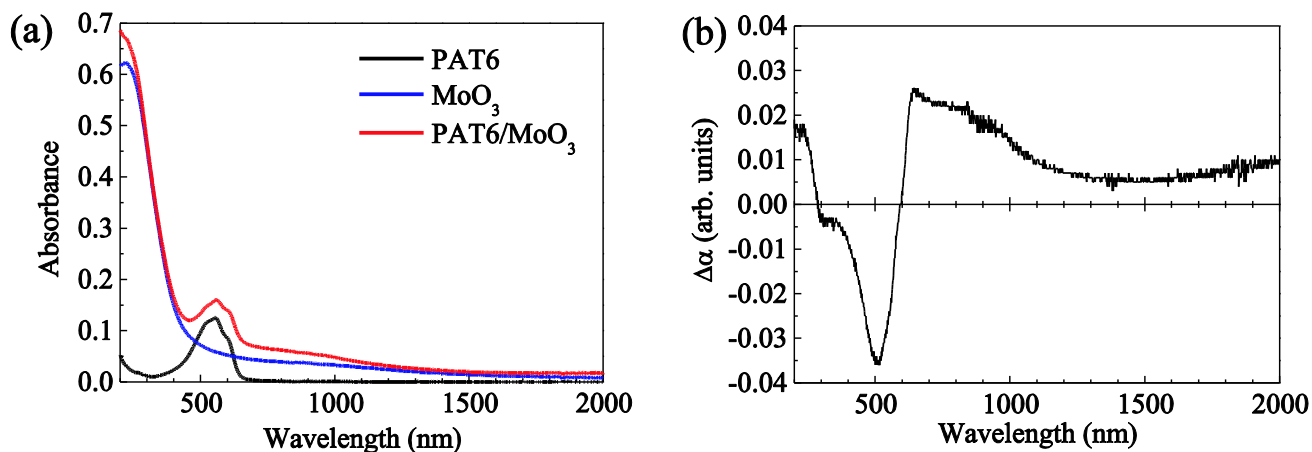 (a)
0.7
0.6
0.5
0.4
0.3
0.2
0.1
0.0
Absorbance
PAT6
MoO₃
PAT6/MoO₃
500 1000 1500 2000
Wavelength (nm)
(b)
0.04
0.03
0.02
0.01
0.00
-0.01
-0.02
-0.03
-0.04
Δα (arb. units)
500 1000 1500 2000
Wavelength (nm)